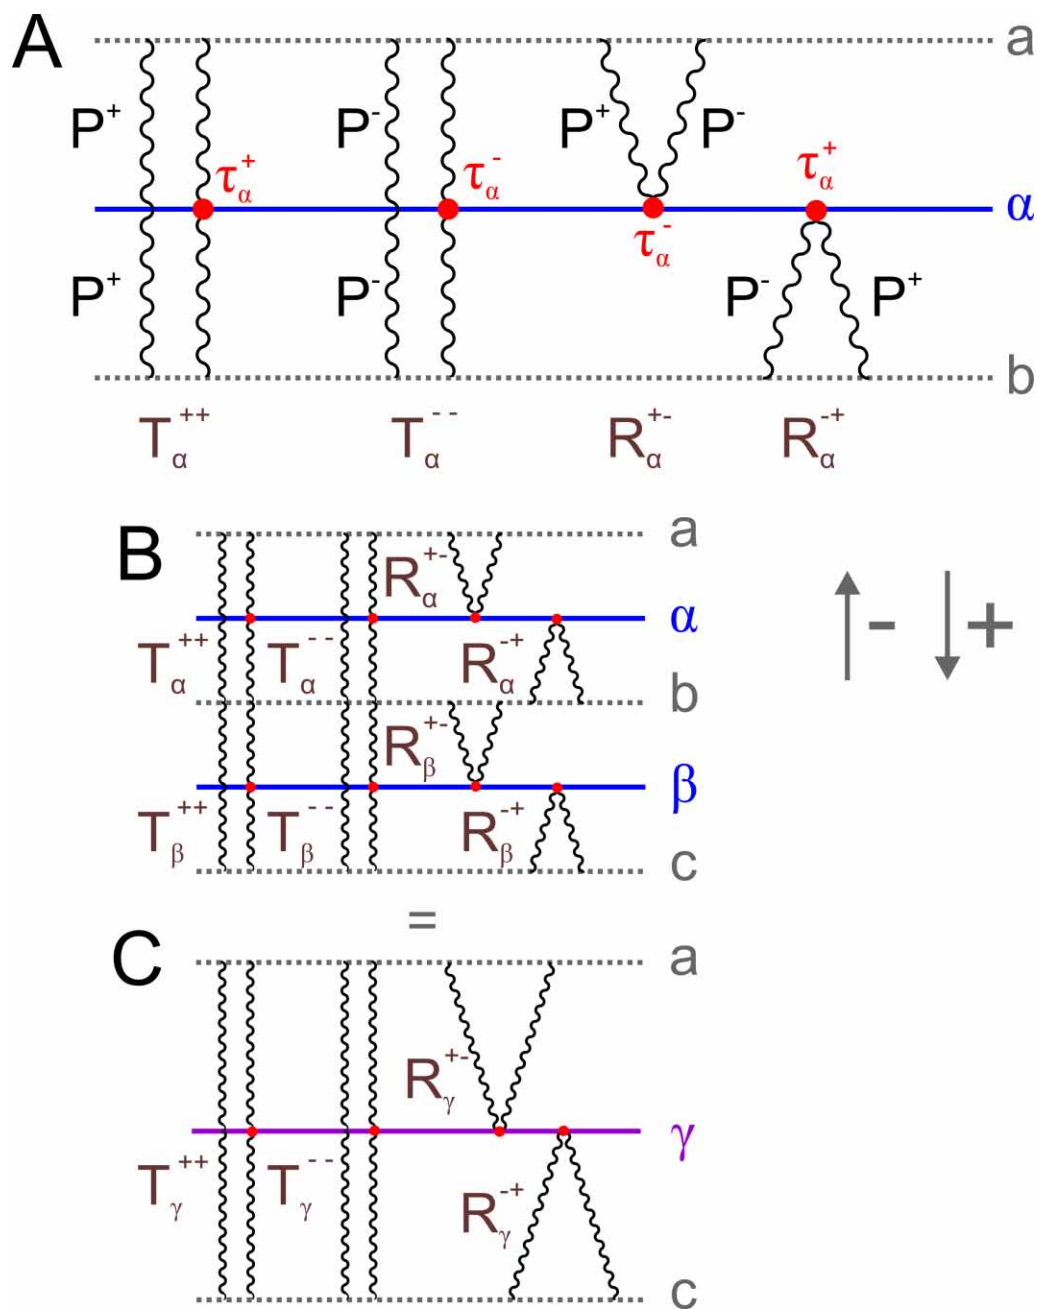 A
a
P⁺ P⁻ P⁺ P⁻
τα⁺ τα⁻ τα⁺
α
τα⁻
P⁺ P⁻ P⁻ P⁺
b
Tα⁺⁺ Tα⁻⁻ Rα⁺⁻ Rα⁻⁺
B
a
Rα⁺⁻
α
Tα⁺⁺ Tα⁻⁻ Rα⁻⁺
b
Rβ⁺⁻
β
Tβ⁺⁺ Tβ⁻⁻ Rβ⁻⁺
c
- +
=
C
a
Rγ⁺⁻
γ
Tγ⁺⁺ Tγ⁻⁻ Rγ⁻⁺
c